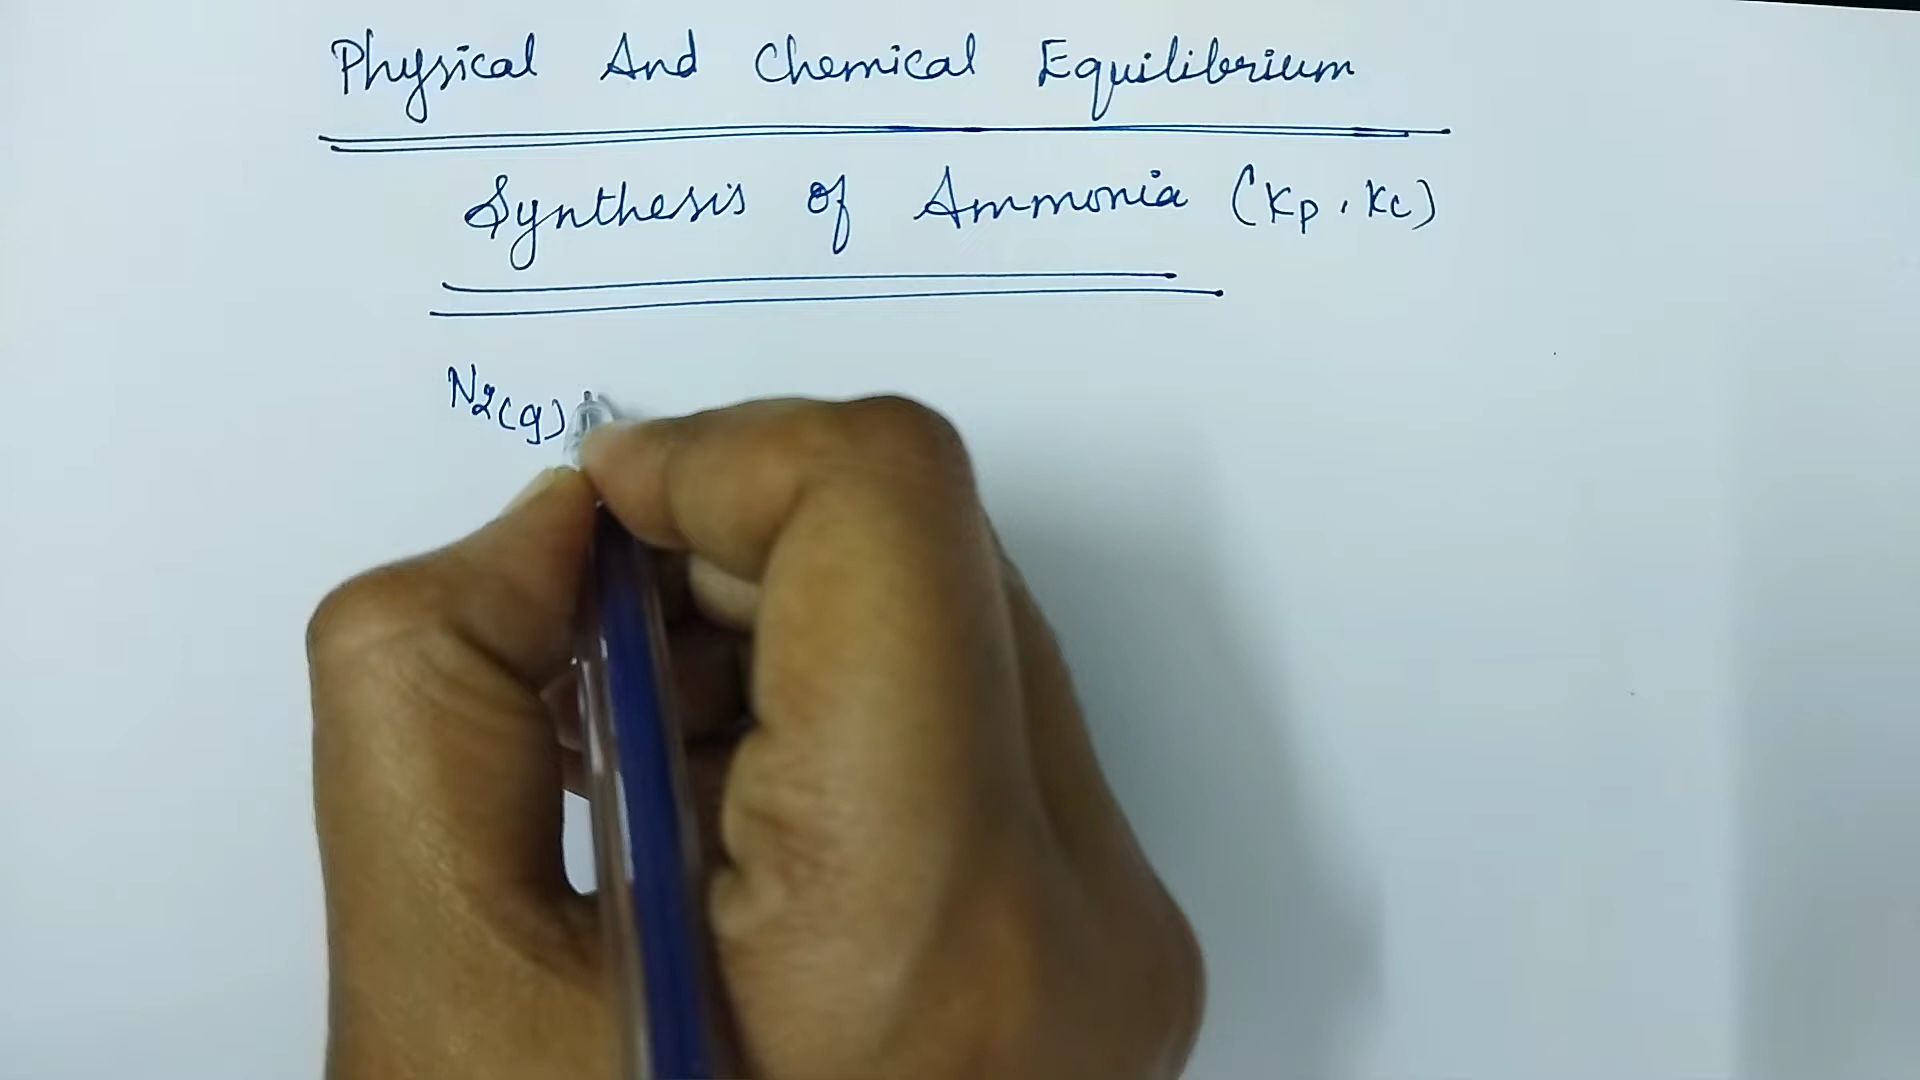 Physical And Chemical Equilibrium
Synthesis of Ammonia (Kp, Kc)
N2(g)